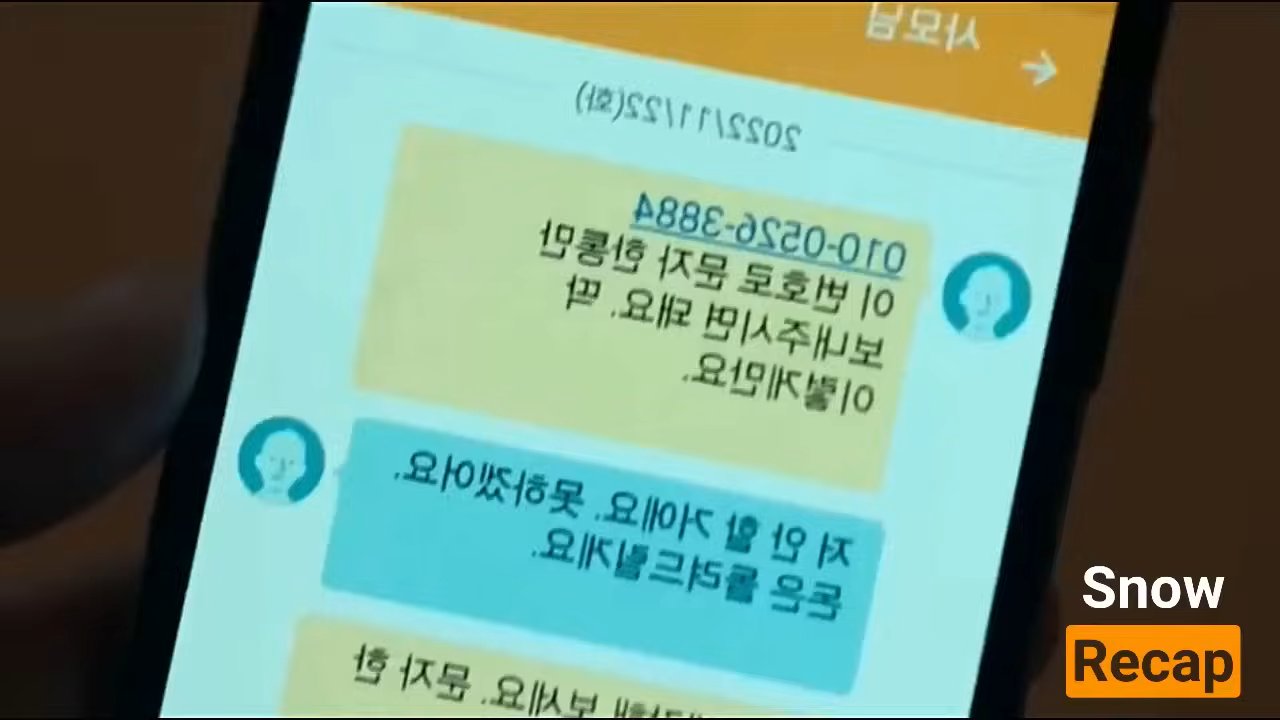 사모님
2022/11/22(화)
010-0526-3884
이 번호로 문자 한통만
보내주시면 돼요. 딱
이렇게만요.
저 안 할 거에요. 못하겠어요.
돈은 돌려드릴게요.
보세요. 문자 한
Snow
Recap